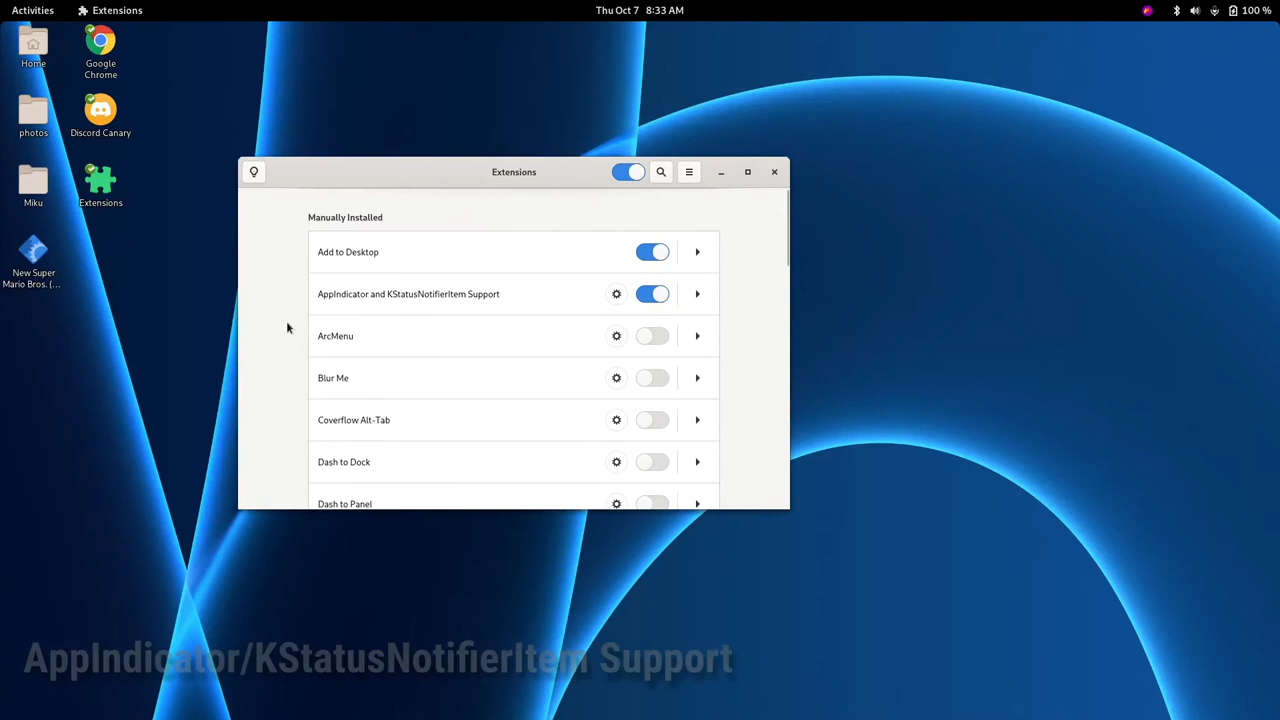 Activities
Extensions
Thu Oct 7 8:33 AM
100 %
Home
Google
Chrome
photos
Discord Canary
Miku
Extensions
New Super
Mario Bros. (...
Extensions
Manually Installed
Add to Desktop
AppIndicator and KStatusNotifierItem Support
ArcMenu
Blur Me
Coverflow Alt-Tab
Dash to Dock
Dash to Panel
AppIndicator/KStatusNotifierItem Support